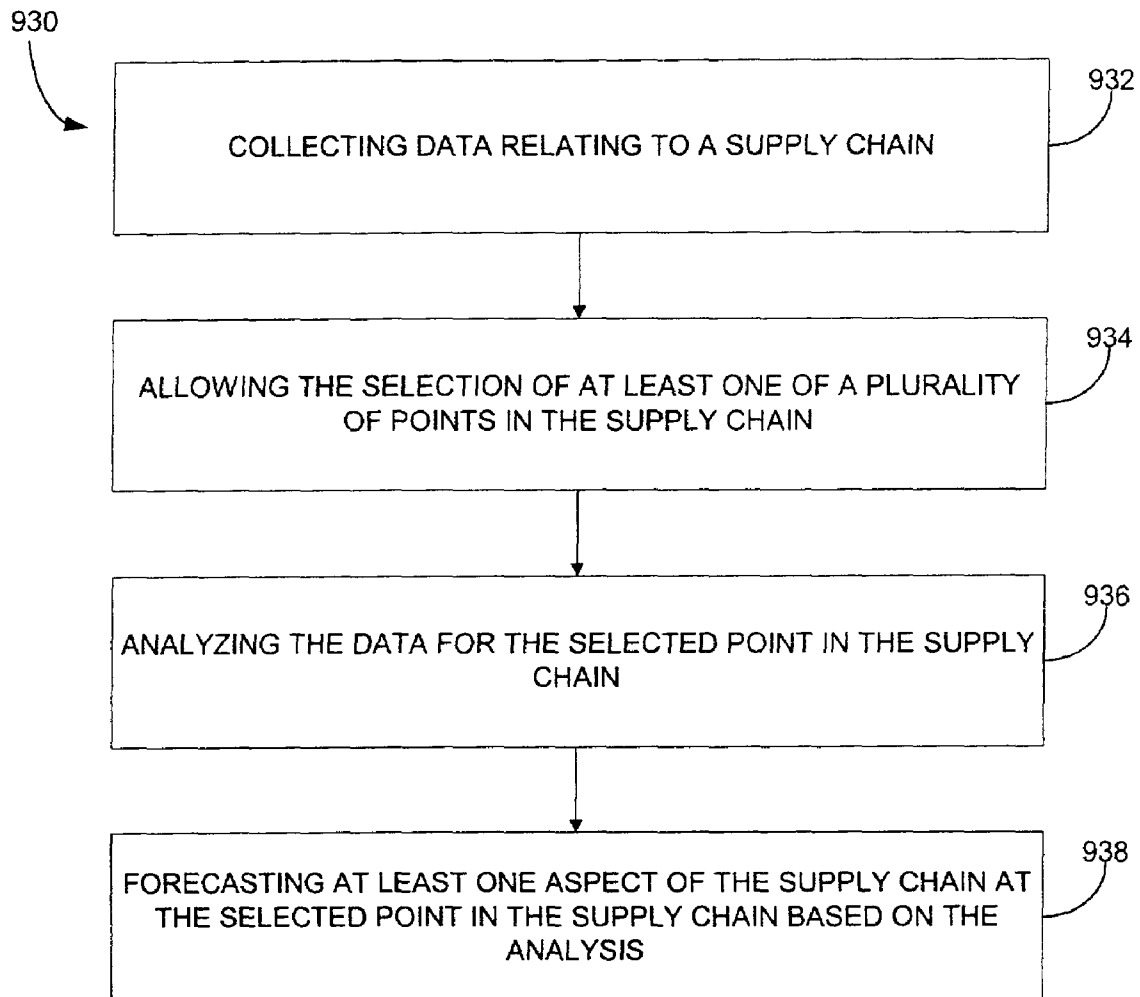 930
932
COLLECTING DATA RELATING TO A SUPPLY CHAIN
934
ALLOWING THE SELECTION OF AT LEAST ONE OF A PLURALITY
OF POINTS IN THE SUPPLY CHAIN
936
ANALYZING THE DATA FOR THE SELECTED POINT IN THE SUPPLY
CHAIN
938
FORECASTING AT LEAST ONE ASPECT OF THE SUPPLY CHAIN AT
THE SELECTED POINT IN THE SUPPLY CHAIN BASED ON THE
ANALYSIS